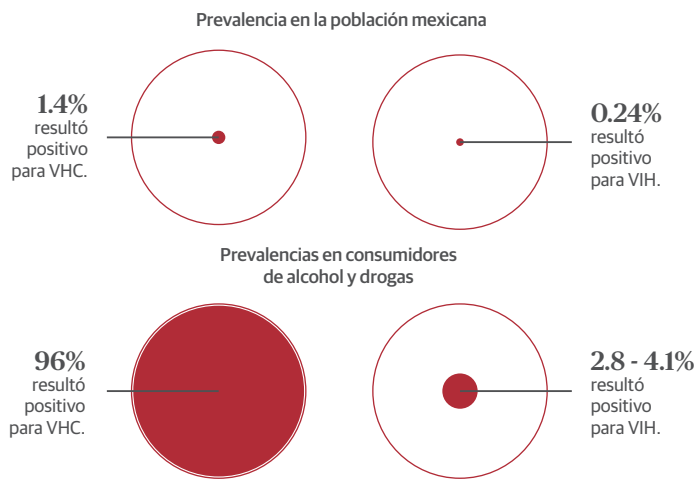 Prevalencia en la población mexicana
1.4%
resultó
positivo
para VHC.
0.24%
resultó
positivo
para VIH.
Prevalencias en consumidores
de alcohol y drogas
96%
resultó
positivo
para VHC.
2.8 - 4.1%
resultó
positivo
para VIH.